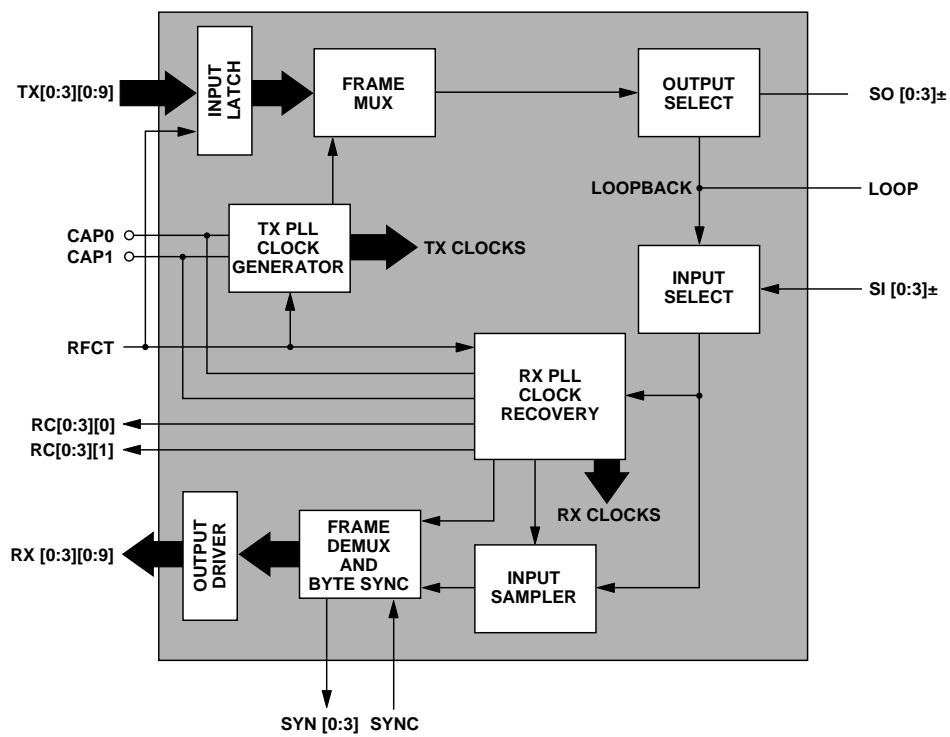 TX[0:3][0:9]
INPUT
LATCH
FRAME
MUX
OUTPUT
SELECT
SO [0:3]±
LOOPBACK
LOOP
CAP0
CAP1
TX PLL
CLOCK
GENERATOR
TX CLOCKS
INPUT
SELECT
SI [0:3]±
RFCT
RX PLL
CLOCK
RECOVERY
RC[0:3][0]
RC[0:3][1]
RX CLOCKS
RX [0:3][0:9]
OUTPUT
DRIVER
FRAME
DEMUX
AND
BYTE SYNC
INPUT
SAMPLER
SYN [0:3]
SYNC